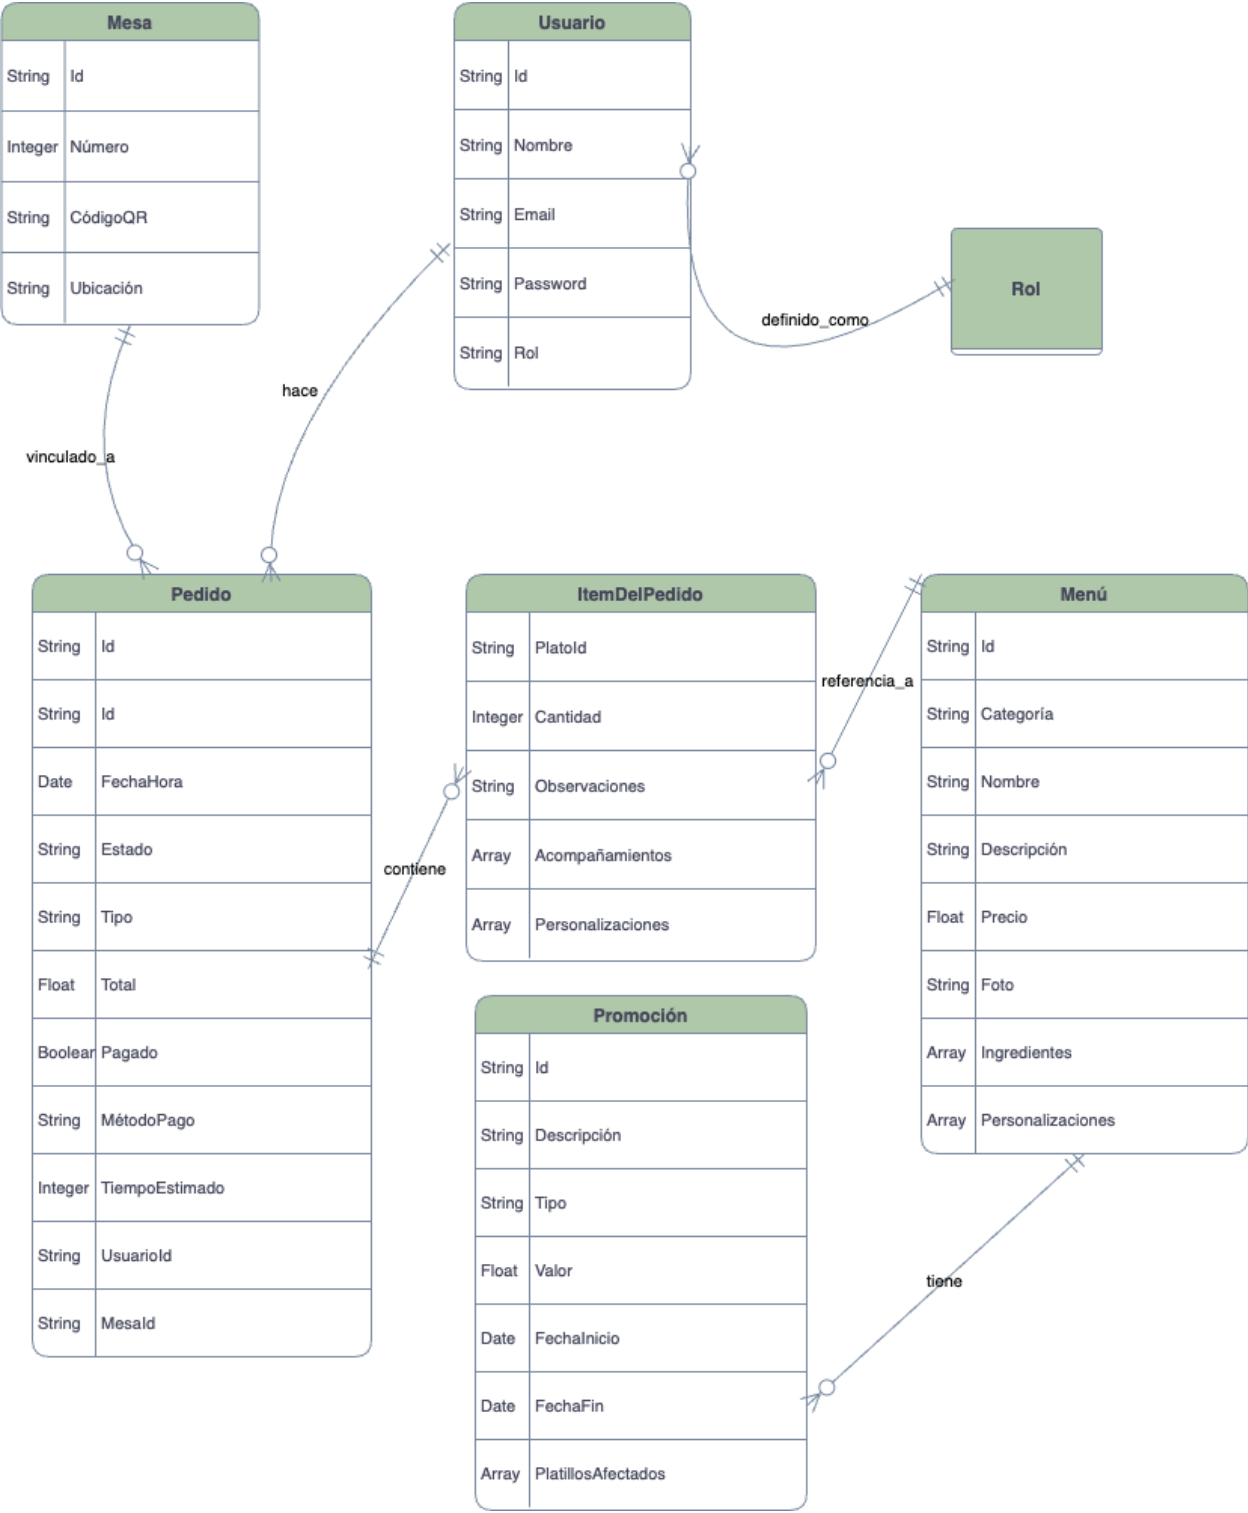 Mesa
String Id
Integer Número
String CódigoQR
String Ubicación
Usuario
String Id
String Nombre
String Email
String Password
String Rol
Rol
definido_como
hace
vinculado_a
Pedido
String Id
String Id
Date FechaHora
String Estado
String Tipo
Float Total
Boolear Pagado
String MétodoPago
Integer TiempoEstimado
String UsuarioId
String MesaId
contiene
ItemDelPedido
String PlatoId
Integer Cantidad
String Observaciones
Array Acompañamientos
Array Personalizaciones
referencia_a
Menú
String Id
String Categoría
String Nombre
String Descripción
Float Precio
String Foto
Array Ingredientes
Array Personalizaciones
tiene
Promoción
String Id
String Descripción
String Tipo
Float Valor
Date FechaInicio
Date FechaFin
Array PlatillosAfectados